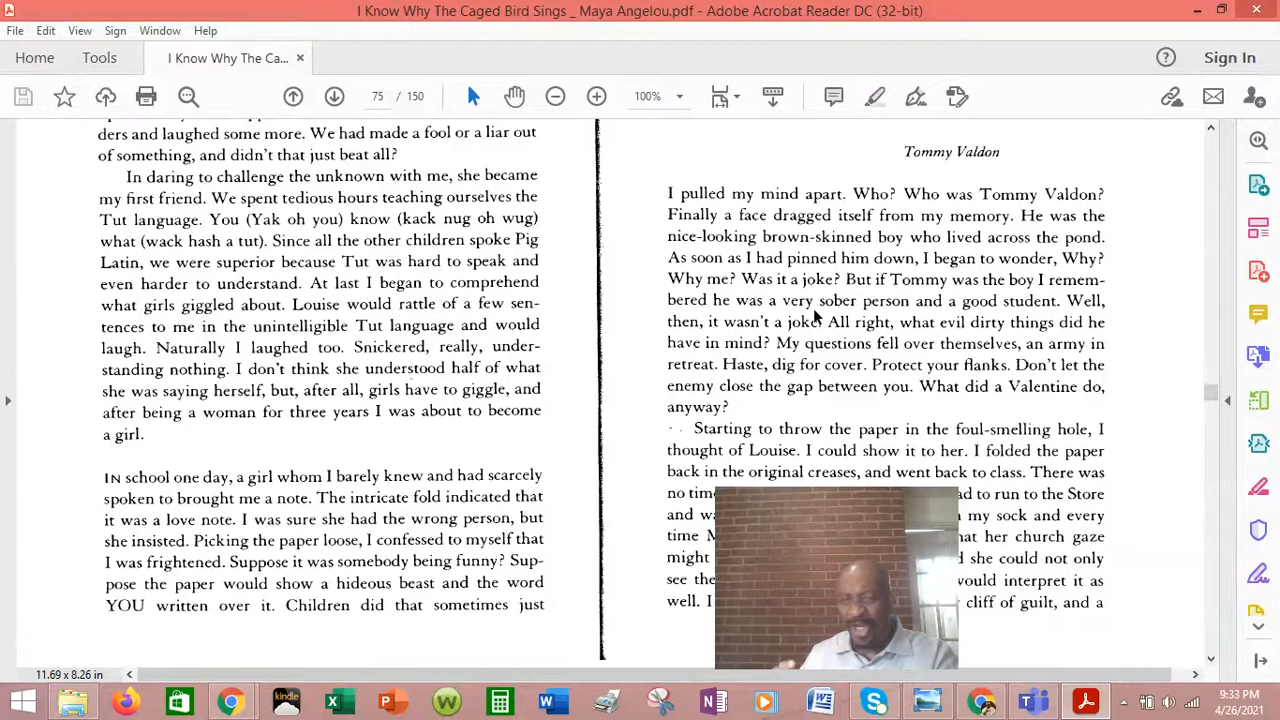 I Know Why The Caged Bird Sings _ Maya Angelou.pdf - Adobe Acrobat Reader DC (32-bit)
File Edit View Sign Window Help
Home Tools I Know Why The Ca... × Sign In
75 / 150 100%
ders and laughed some more. We had made a fool or a liar out
of something, and didn't that just beat all?
In daring to challenge the unknown with me, she became
my first friend. We spent tedious hours teaching ourselves the
Tut language. You (Yak oh you) know (kack nug oh wug)
what (wack hash a tut). Since all the other children spoke Pig
Latin, we were superior because Tut was hard to speak and
even harder to understand. At last I began to comprehend
what girls giggled about. Louise would rattle of a few sen-
tences to me in the unintelligible Tut language and would
laugh. Naturally I laughed too. Snickered, really, under-
standing nothing. I don't think she understood half of what
she was saying herself, but, after all, girls have to giggle, and
after being a woman for three years I was about to become
a girl.
IN school one day, a girl whom I barely knew and had scarcely
spoken to brought me a note. The intricate fold indicated that
it was a love note. I was sure she had the wrong person, but
she insisted. Picking the paper loose, I confessed to myself that
I was frightened. Suppose it was somebody being funny? Sup-
pose the paper would show a hideous beast and the word
YOU written over it. Children did that sometimes just
Tommy Valdon
I pulled my mind apart. Who? Who was Tommy Valdon?
Finally a face dragged itself from my memory. He was the
nice-looking brown-skinned boy who lived across the pond.
As soon as I had pinned him down, I began to wonder, Why?
Why me? Was it a joke? But if Tommy was the boy I remem-
bered he was a very sober person and a good student. Well,
then, it wasn't a joke. All right, what evil dirty things did he
have in mind? My questions fell over themselves, an army in
retreat. Haste, dig for cover. Protect your flanks. Don't let the
enemy close the gap between you. What did a Valentine do,
anyway?
Starting to throw the paper in the foul-smelling hole, I
thought of Louise. I could show it to her. I folded the paper
back in the original creases, and went back to class. There was
no time ad to run to the Store
and wa my sock and every
time M hat her church gaze
might she could not only
see the would interpret it as
well. I cliff of guilt, and a
11.69 x 8.26 in
9:33 PM
4/26/2021